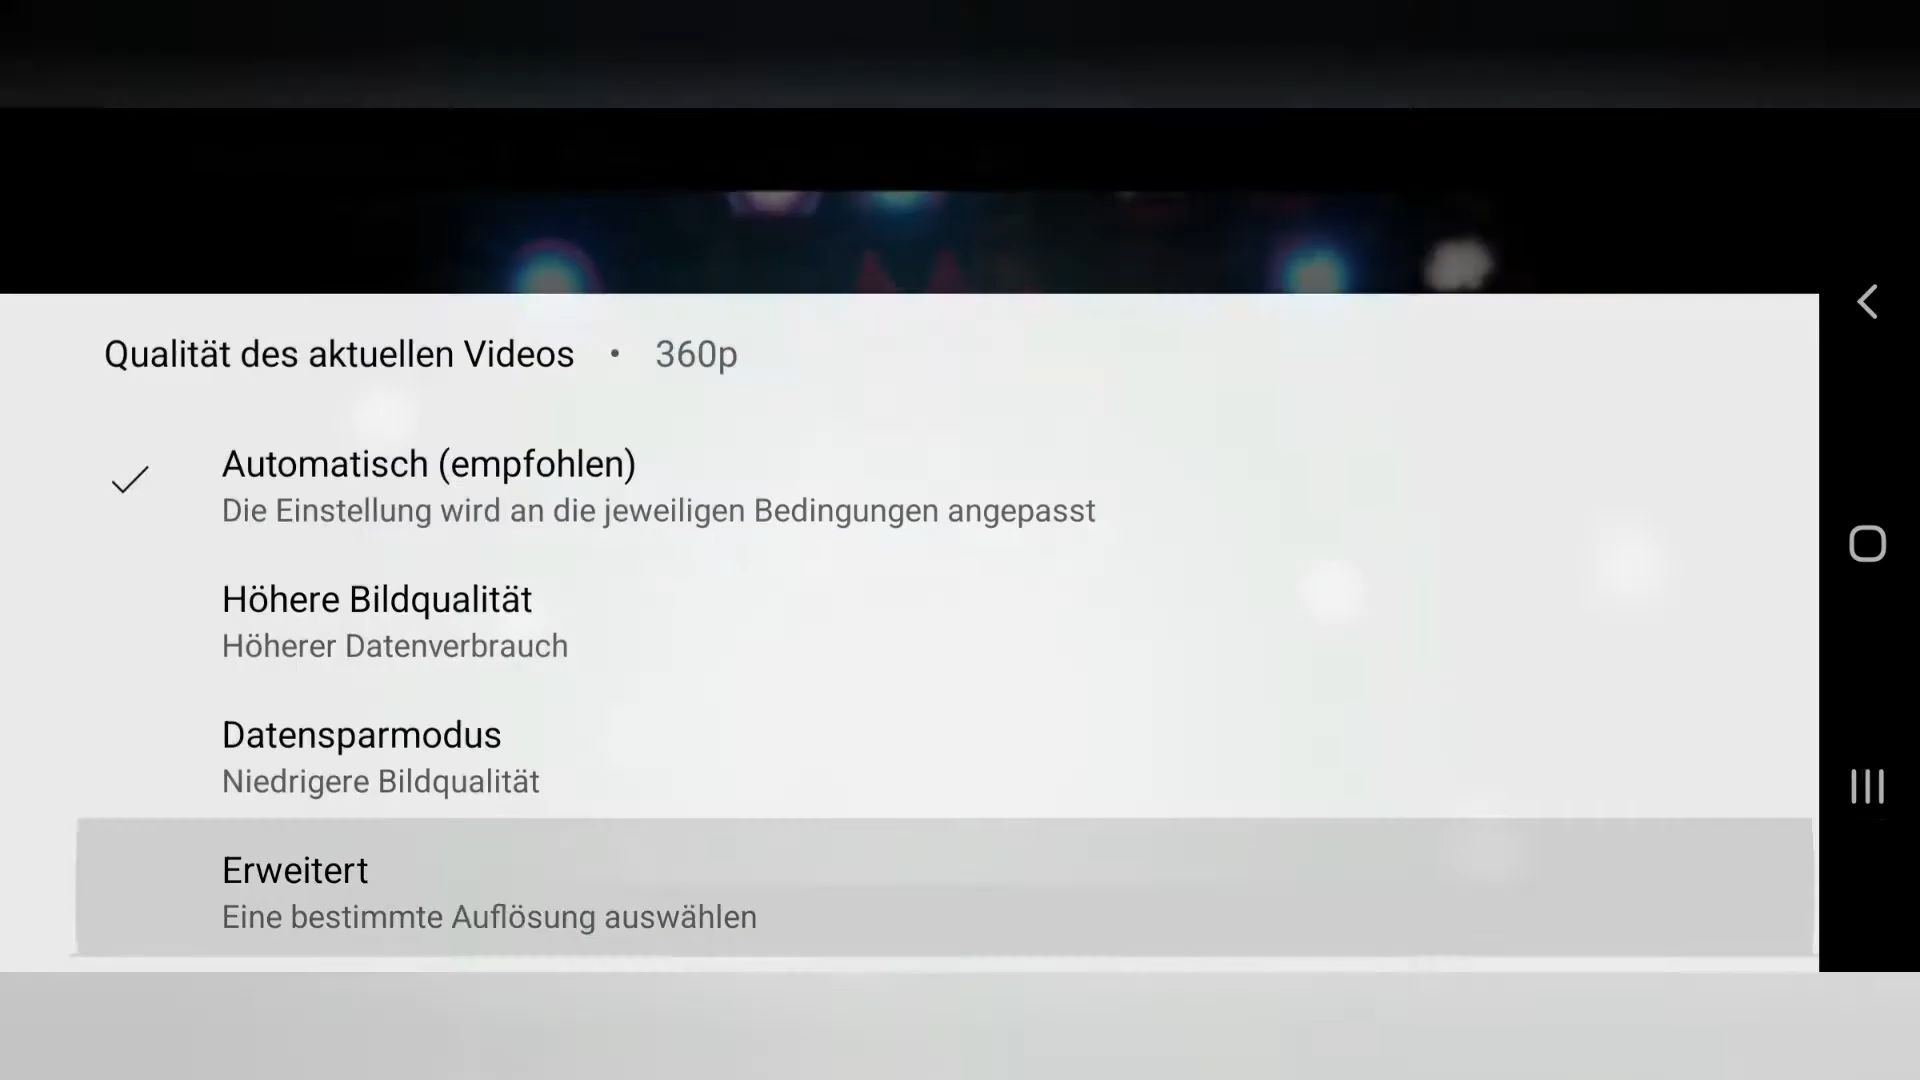 Qualität des aktuellen Videos • 360p
Automatisch (empfohlen)
Die Einstellung wird an die jeweiligen Bedingungen angepasst
Höhere Bildqualität
Höherer Datenverbrauch
Datensparmodus
Niedrigere Bildqualität
Erweitert
Eine bestimmte Auflösung auswählen